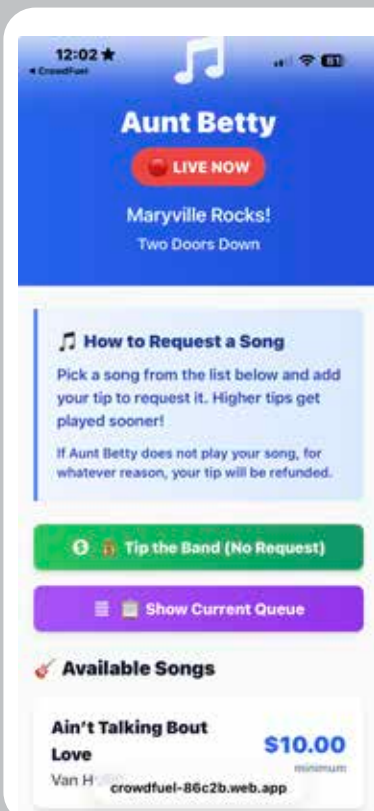 12:02
CrowdFuel
81
Aunt Betty
LIVE NOW
Maryville Rocks!
Two Doors Down
How to Request a Song
Pick a song from the list below and add
your tip to request it. Higher tips get
played sooner!
If Aunt Betty does not play your song, for
whatever reason, your tip will be refunded.
Tip the Band (No Request)
Show Current Queue
Available Songs
Ain't Talking Bout
Love
$10.00
minimum
Van
crowdfuel-86c2b.web.app